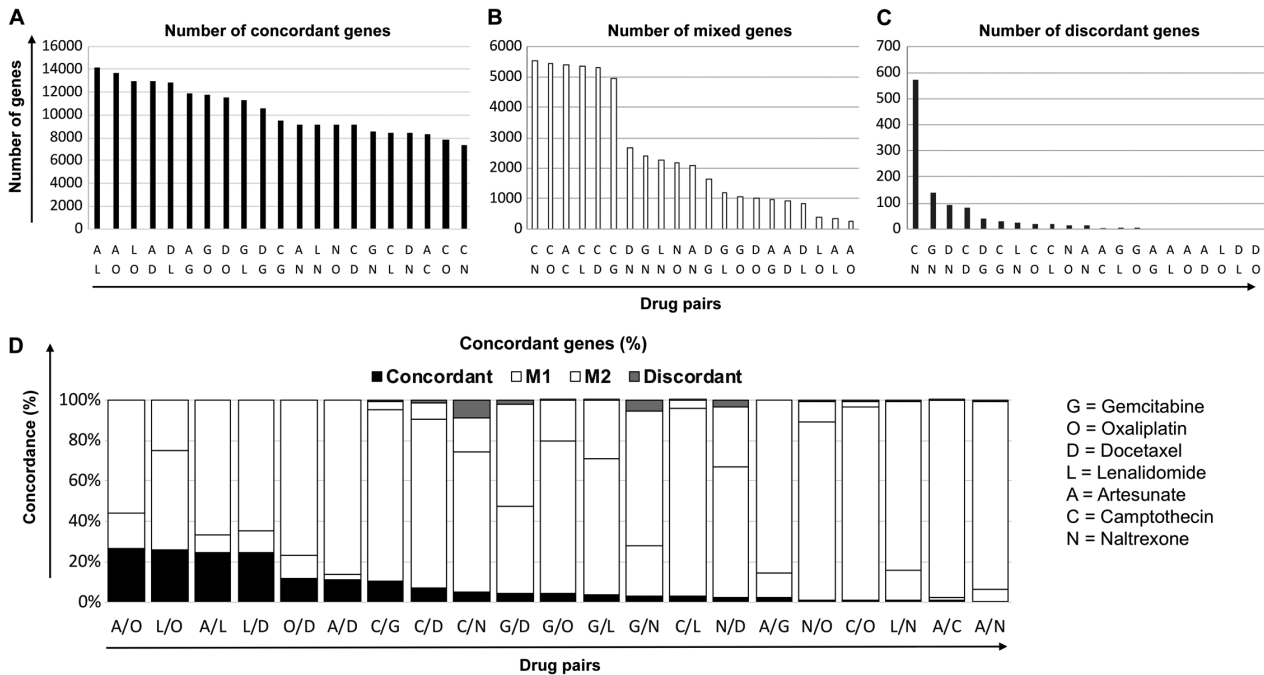 A
Number of concordant genes
Number of genes
16000
14000
12000
10000
8000
6000
4000
2000
0
A A L A D A G D G D C A L N C G C D A C C
L O O D L G O O L G G N N O D N L N C O N
B
Number of mixed genes
6000
5000
4000
3000
2000
1000
0
C C A C C C D G L N A D G G D A A D L A A
N O C L D G N N N O N G L O O G D L O L O
C
Number of discordant genes
700
600
500
400
300
200
100
0
C G D C D C L C C N A A G G A A A A L D D
N N N D G G N O L O N C L O G L O D O L O
Drug pairs
D
Concordant genes (%)
Concordant M1 M2 Discordant
Concordance (%)
100%
80%
60%
40%
20%
0%
A/O L/O A/L L/D O/D A/D C/G C/D C/N G/D G/O G/L G/N C/L N/D A/G N/O C/O L/N A/C A/N
Drug pairs
G = Gemcitabine
O = Oxaliplatin
D = Docetaxel
L = Lenalidomide
A = Artesunate
C = Camptothecin
N = Naltrexone